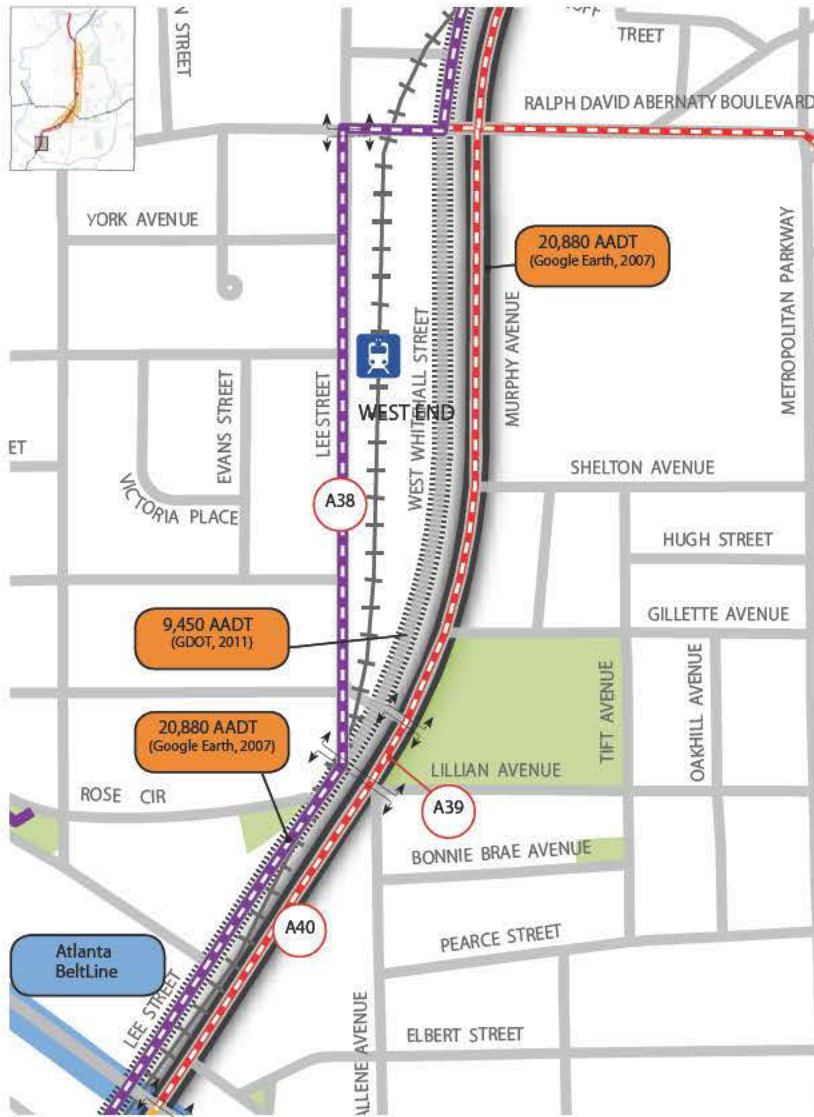 STREET
TREET
RALPH DAVID ABERNATY BOULEVARD
YORK AVENUE
20,880 AADT
(Google Earth, 2007)
METROPOLITAN PARKWAY
MURPHY AVENUE
WEST WHITEHALL STREET
LEE STREET
EVANS STREET
WEST END
ET
VICTORIA PLACE
A38
SHELTON AVENUE
HUGH STREET
GILLETTE AVENUE
9,450 AADT
(GDOT, 2011)
TIFT AVENUE
OAKHILL AVENUE
20,880 AADT
(Google Earth, 2007)
LILLIAN AVENUE
ROSE CIR
A39
BONNIE BRAE AVENUE
A40
PEARCE STREET
Atlanta
BeltLine
LEE STREET
ALLENE AVENUE
ELBERT STREET